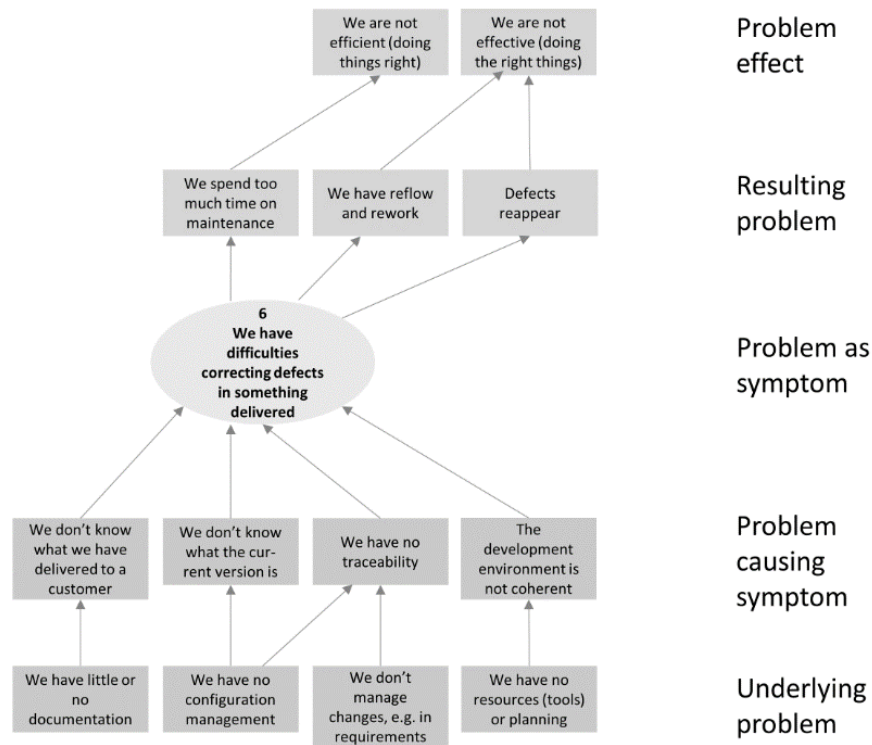 We are not
efficient (doing
things right)
We are not
effective (doing
the right things)
Problem
effect
We spend too
much time on
maintenance
We have reflow
and rework
Defects
reappear
Resulting
problem
6
We have
difficulties
correcting defects
in something
delivered
Problem as
symptom
We don't know
what we have
delivered to a
customer
We don't know
what the cur-
rent version is
We have no
traceability
The
development
environment is
not coherent
Problem
causing
symptom
We have little or
no
documentation
We have no
configuration
management
We don't
manage
changes, e.g. in
requirements
We have no
resources (tools)
or planning
Underlying
problem